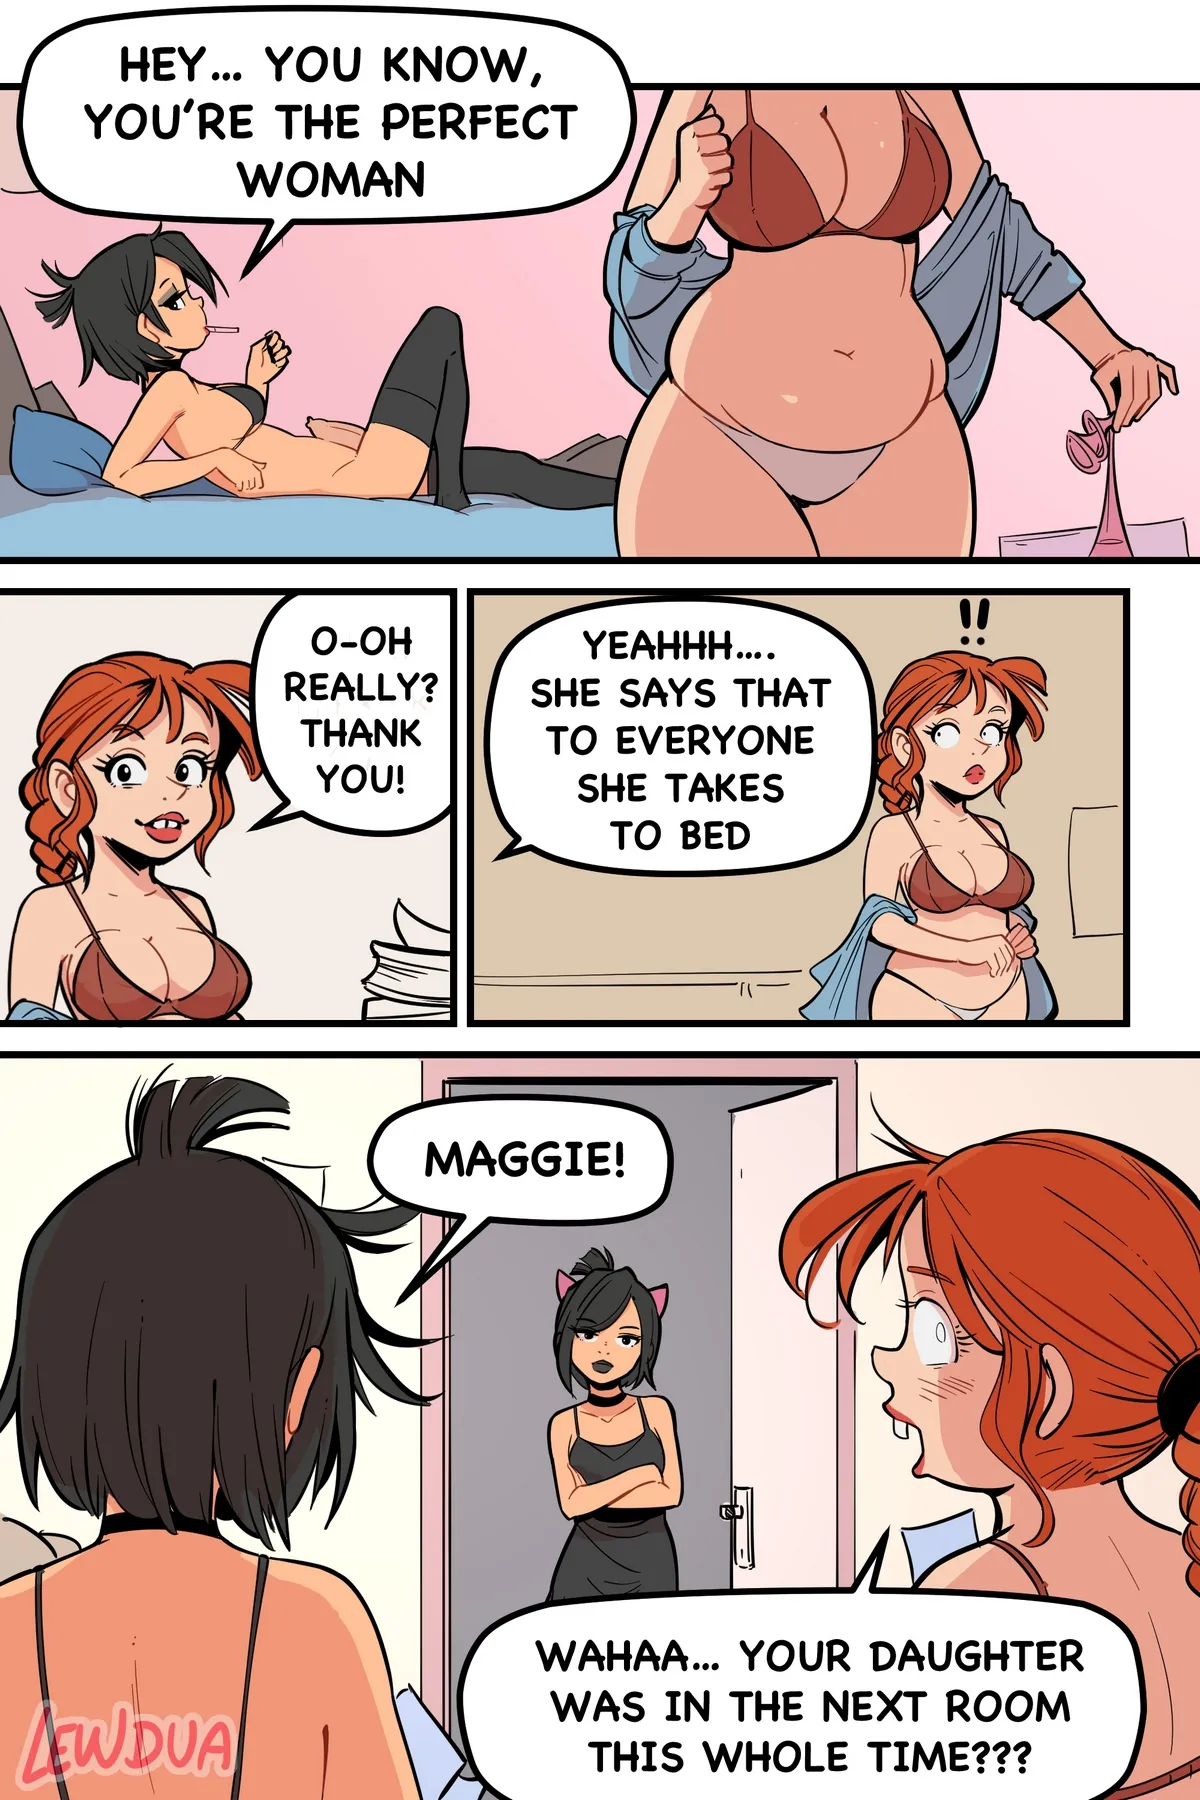 HEY... YOU KNOW,
YOU'RE THE PERFECT
WOMAN
O-OH
REALLY?
THANK
YOU!
YEAHHH....
SHE SAYS THAT
TO EVERYONE
SHE TAKES
TO BED
!!
MAGGIE!
WAHAA... YOUR DAUGHTER
WAS IN THE NEXT ROOM
THIS WHOLE TIME???
LEWDUA